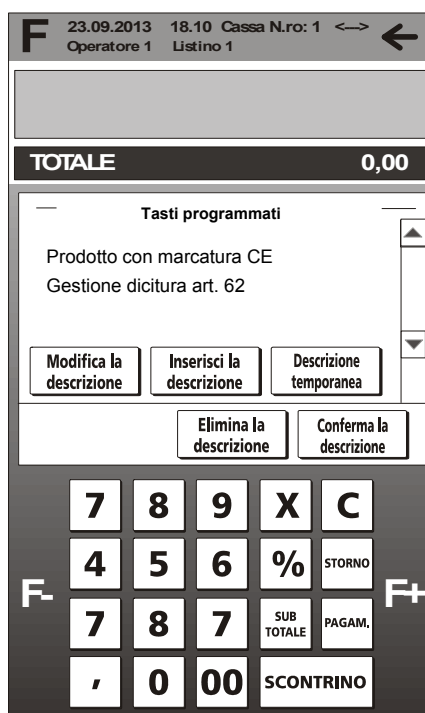 F 23.09.2013 18.10 Cassa N.ro: 1 <--->
Operatore 1 Listino 1
TOTALE 0,00
Tasti programmati
Prodotto con marcatura CE
Gestione dicitura art. 62
Modifica la
descrizione
Inserisci la
descrizione
Descrizione
temporanea
Elimina la
descrizione
Conferma la
descrizione
7 8 9 X C
4 5 6 % STORNO
F- F+
7 8 7 SUB
TOTALE PAGAM.
, 0 00 SCONTRINO